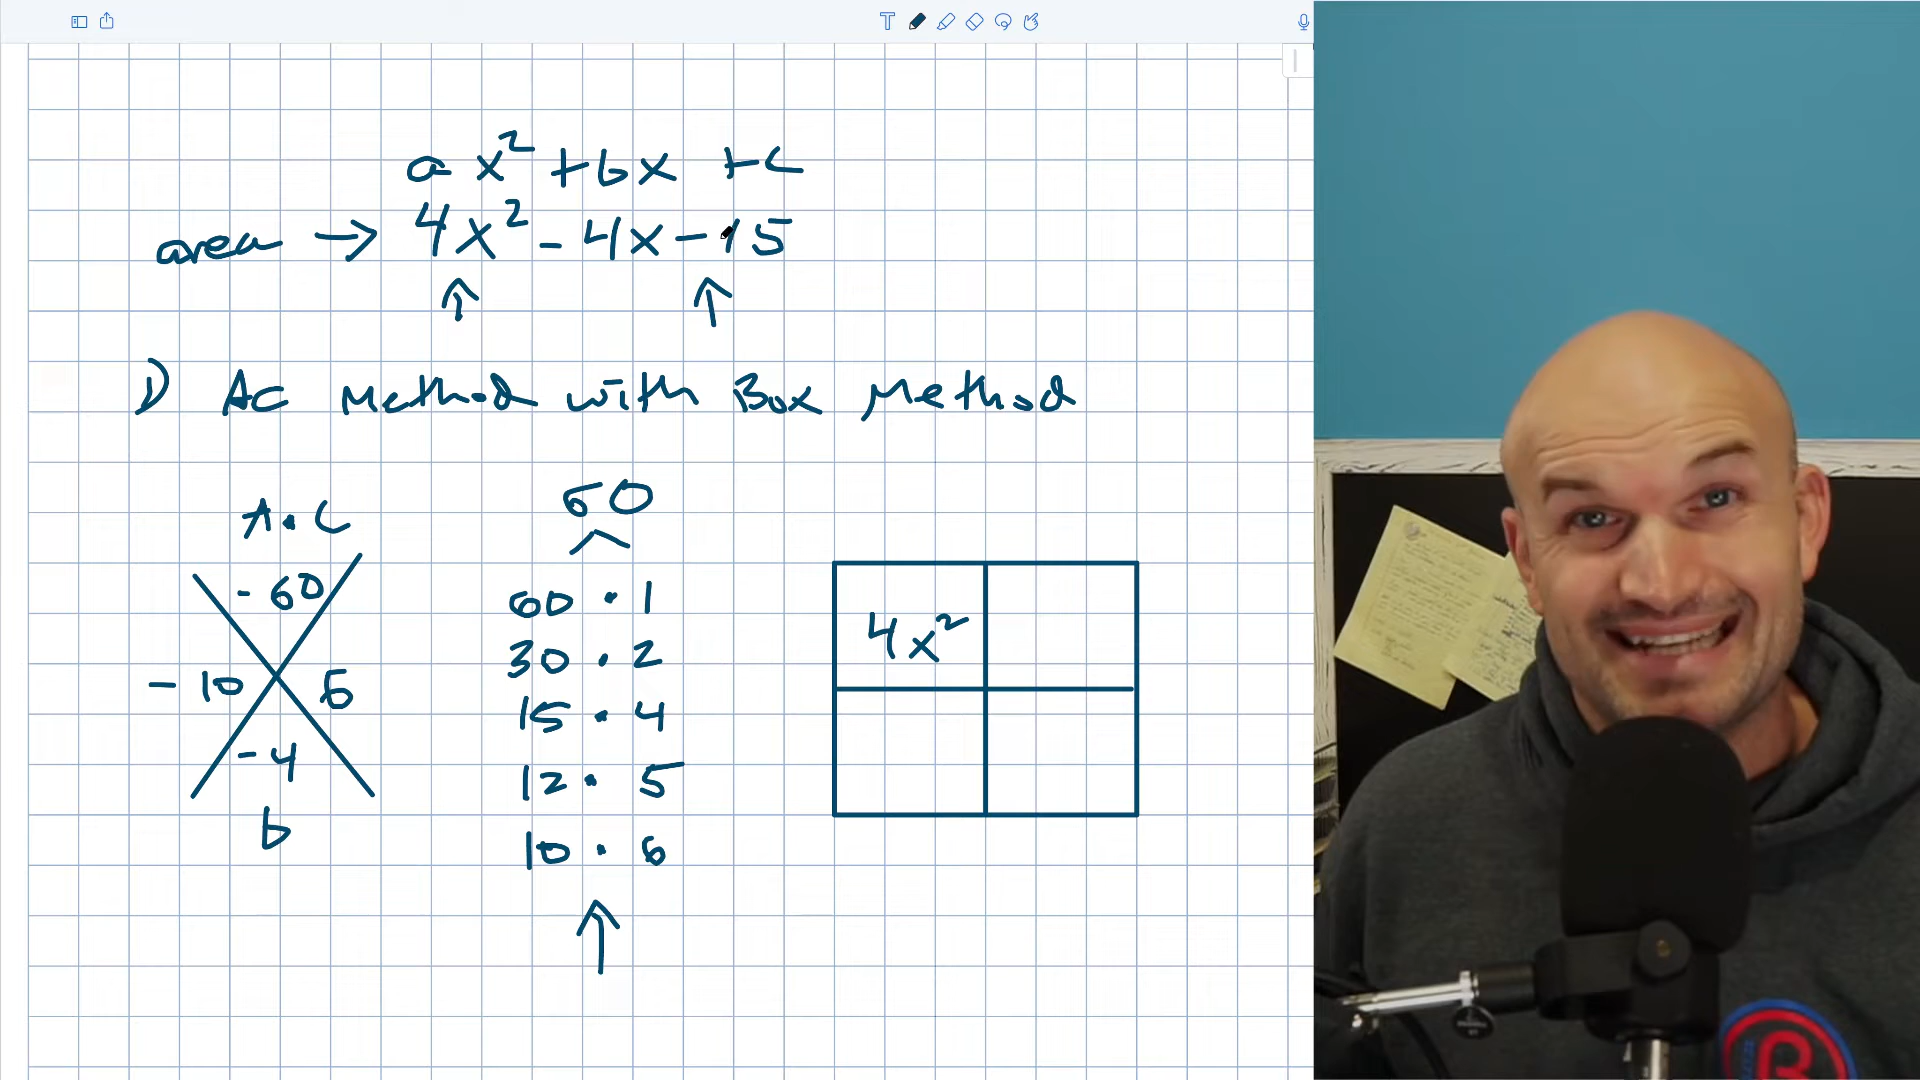 ax² + bx + c
area → 4x² - 4x - 15
1) AC Method with Box Method
A · C
- 60
- 10 6
- 4
b
60
60 · 1
30 · 2
15 · 4
12 · 5
10 · 6
4x²